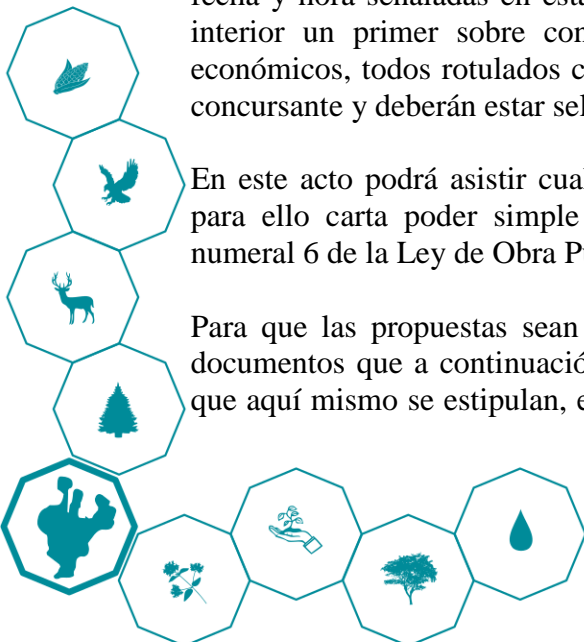 interior un primer sobre con
económicos, todos rotulados c
concursante y deberán estar sel
En este acto podrá asistir cual
para ello carta poder simple
numeral 6 de la Ley de Obra Pú
Para que las propuestas sean
documentos que a continuació
que aquí mismo se estipulan, e